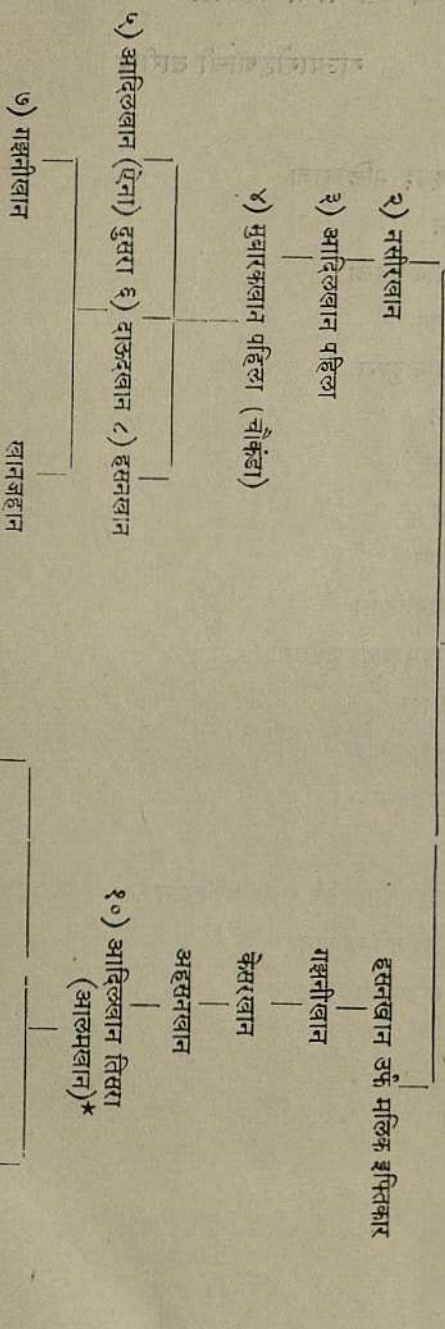 २) नसीरखान
हसनखान उर्फ मलिक इफ्तिकार
३) आदिलखान पहिला
गझनीखान
४) मुबारकखान पहिला (चौकंडा)
कैसरखान
अहसनखान
५) आदिलखान (ऐना) दुसरा ६) दाऊदखान ८) हसनखान
१०) आदिलखान तिसरा
(आलमखान)★
७) गझनीखान
खानजहान